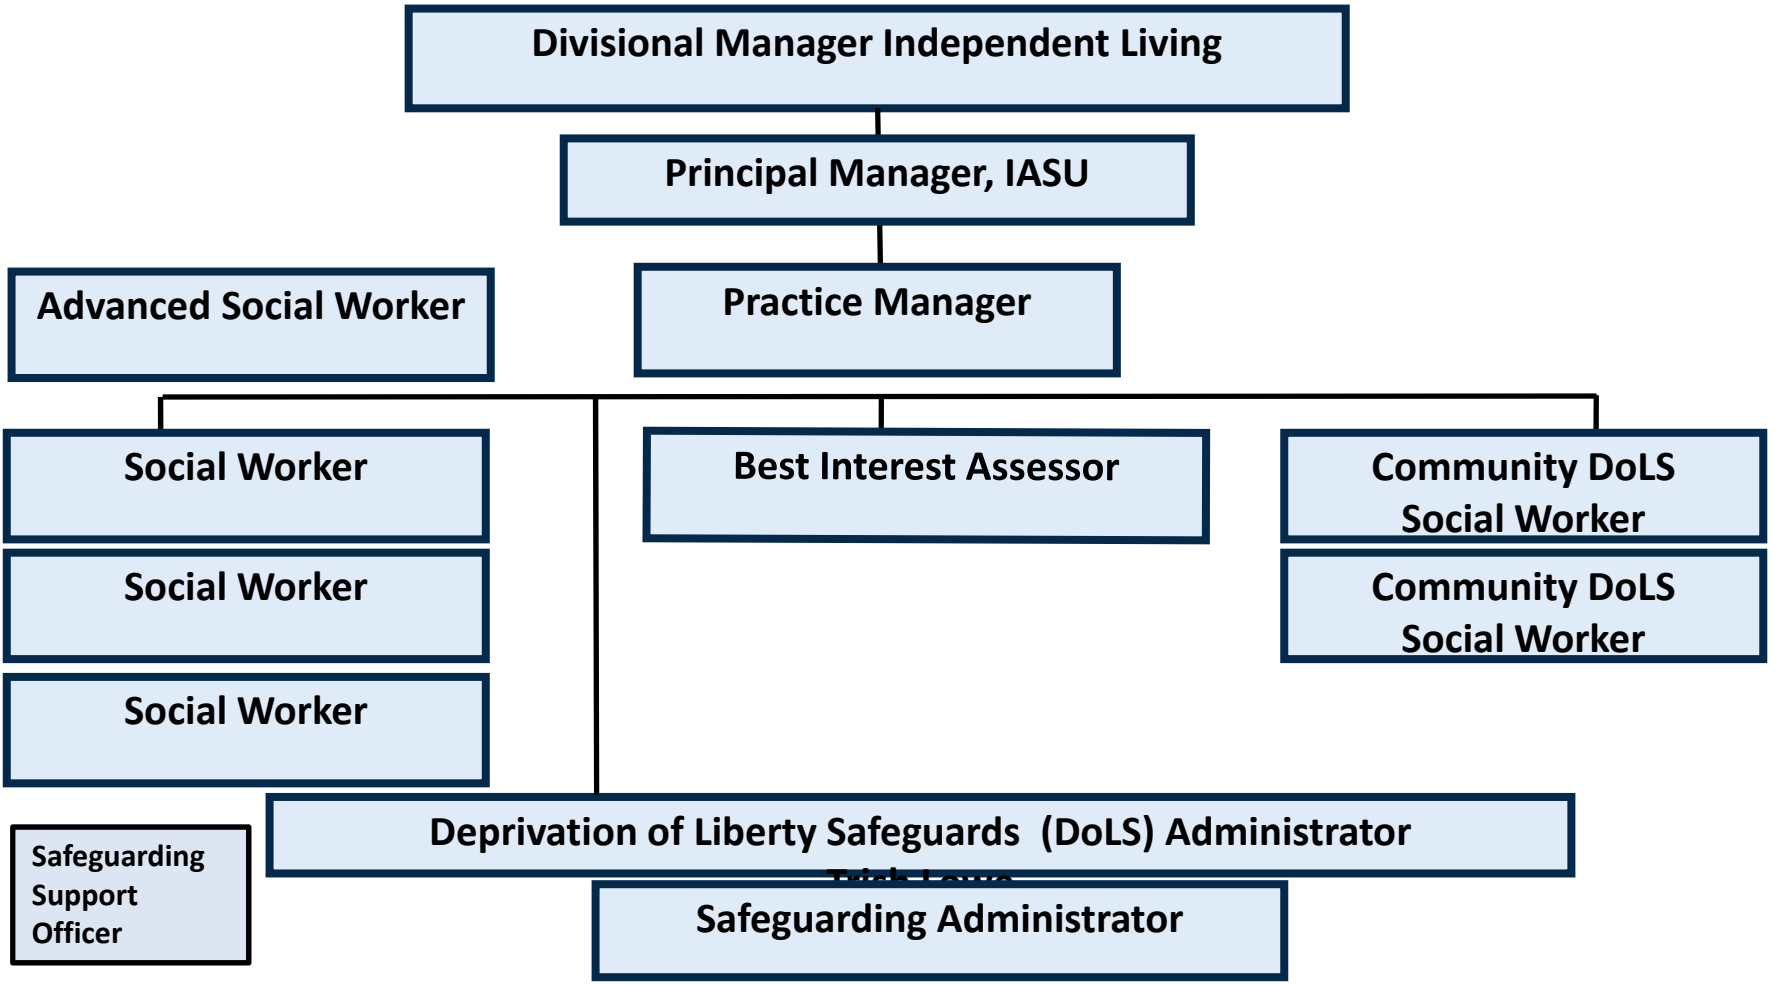 Divisional Manager Independent Living
Principal Manager, IASU
Advanced Social Worker
Practice Manager
Social Worker
Best Interest Assessor
Community DoLS
Social Worker
Social Worker
Community DoLS
Social Worker
Social Worker
Deprivation of Liberty Safeguards (DoLS) Administrator
Safeguarding
Support
Officer
Safeguarding Administrator